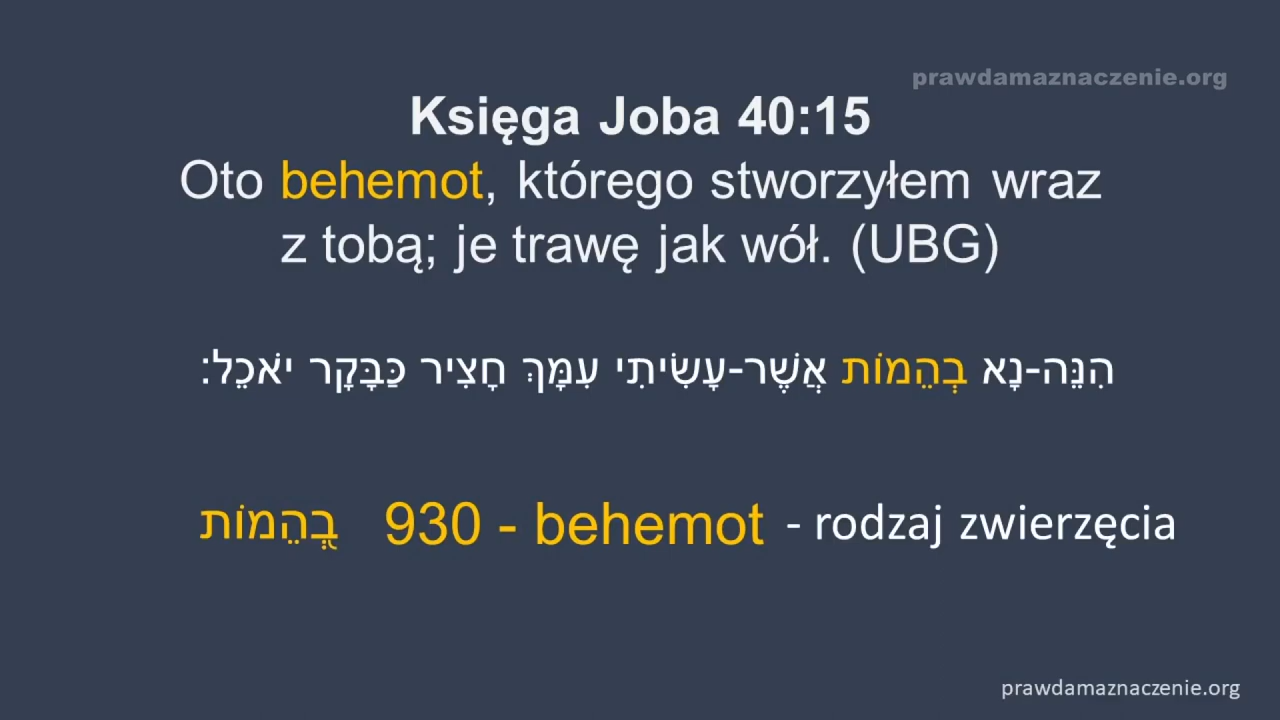 prawdamaznaczenie.org
Księga Joba 40:15
Oto behemot, którego stworzyłem wraz
z tobą; je trawę jak wół. (UBG)
הִנֵּה-נָא בְהֵמוֹת אֲשֶׁר-עָשִׂיתִי עִמָּךְ חָצִיר כַּבָּקָר יֹאכֵל׃
בְֱהֵמוֹת 930 - behemot - rodzaj zwierzęcia
prawdamaznaczenie.org